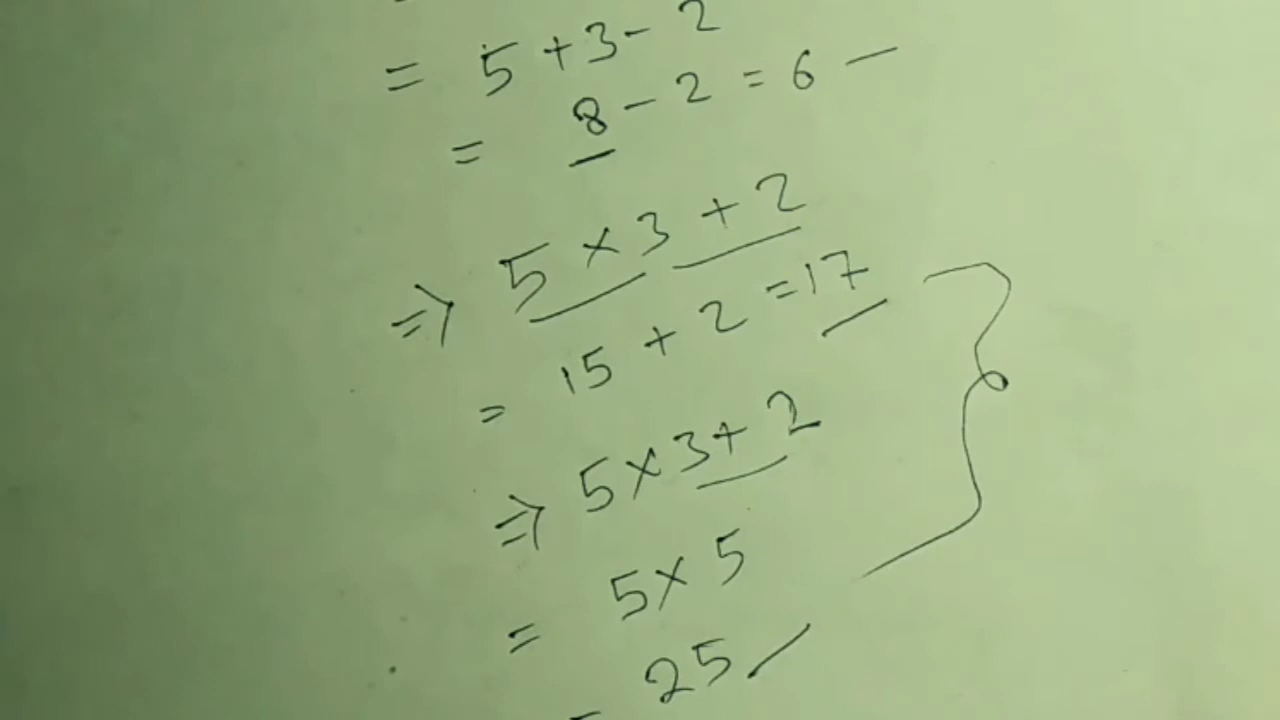 = 5 + 3 - 2
= 8 - 2 = 6
⇒ 5 × 3 + 2
= 15 + 2 = 17
⇒ 5 × 3 + 2
= 5 × 5
= 25